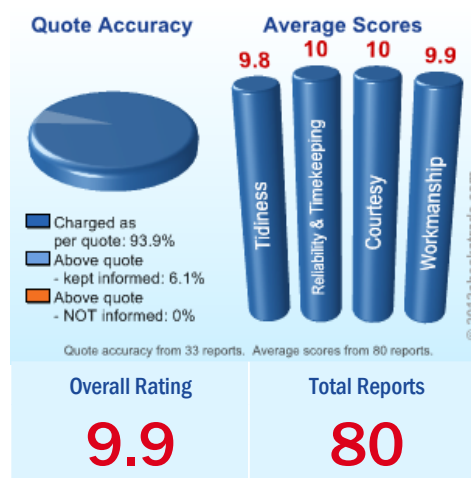 Quote Accuracy
Charged as
per quote: 93.9%
Above quote
- kept informed: 6.1%
Above quote
- NOT informed: 0%
Average Scores
9.8
10
10
9.9
Tidiness
Reliability & Timekeeping
Courtesy
Workmanship
Quote accuracy from 33 reports. Average scores from 80 reports.
Overall Rating
9.9
Total Reports
80